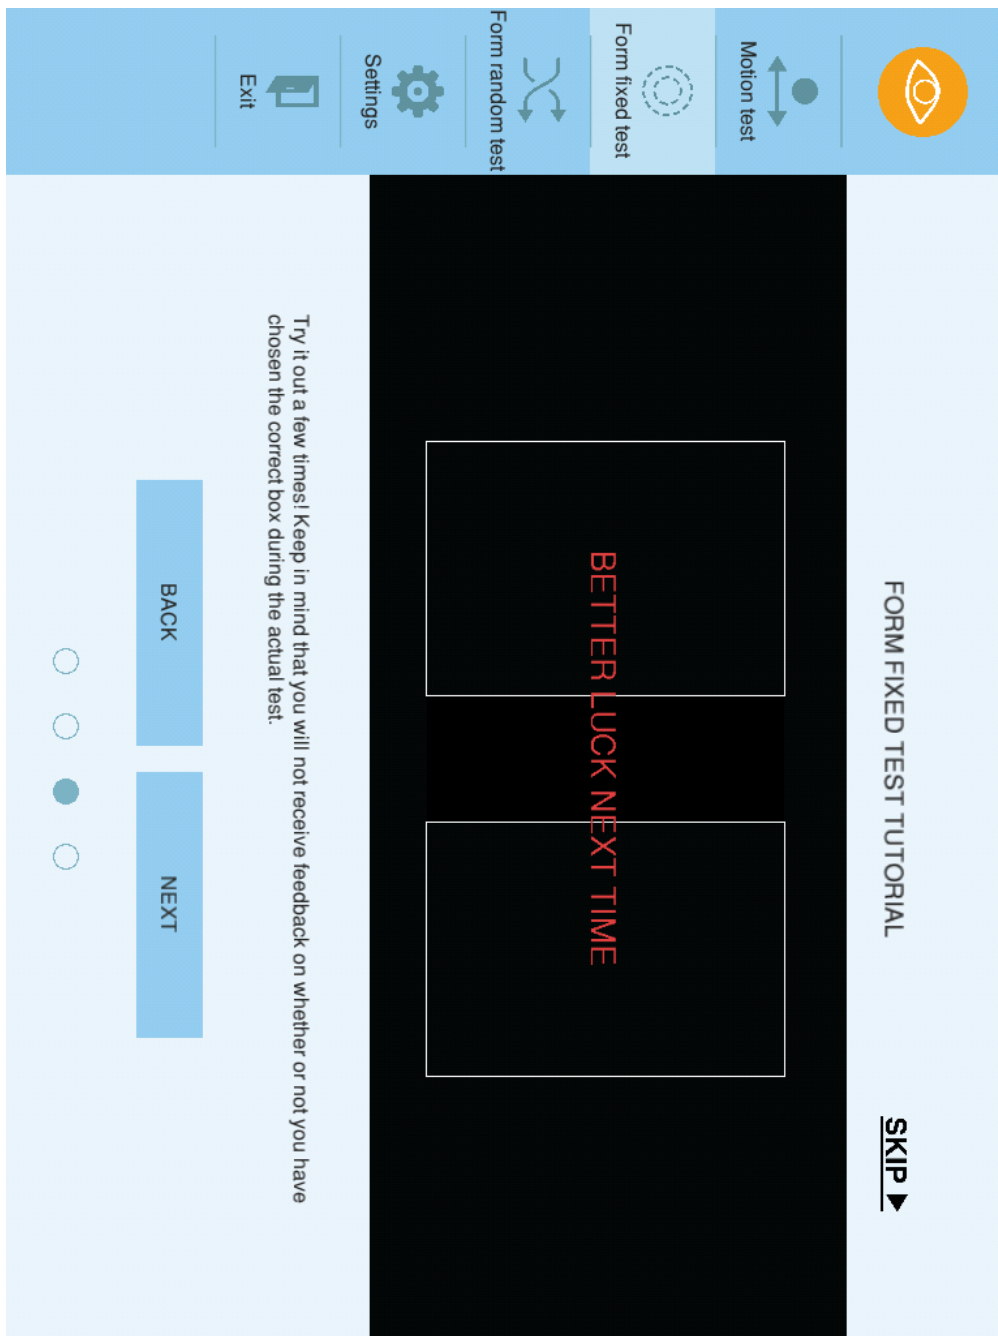 Motion test
Form fixed test
Form random test
Settings
Exit
FORM FIXED TEST TUTORIAL
SKIP
BETTER LUCK NEXT TIME
Try it out a few times! Keep in mind that you will not receive feedback on whether or not you have
chosen the correct box during the actual test.
BACK
NEXT